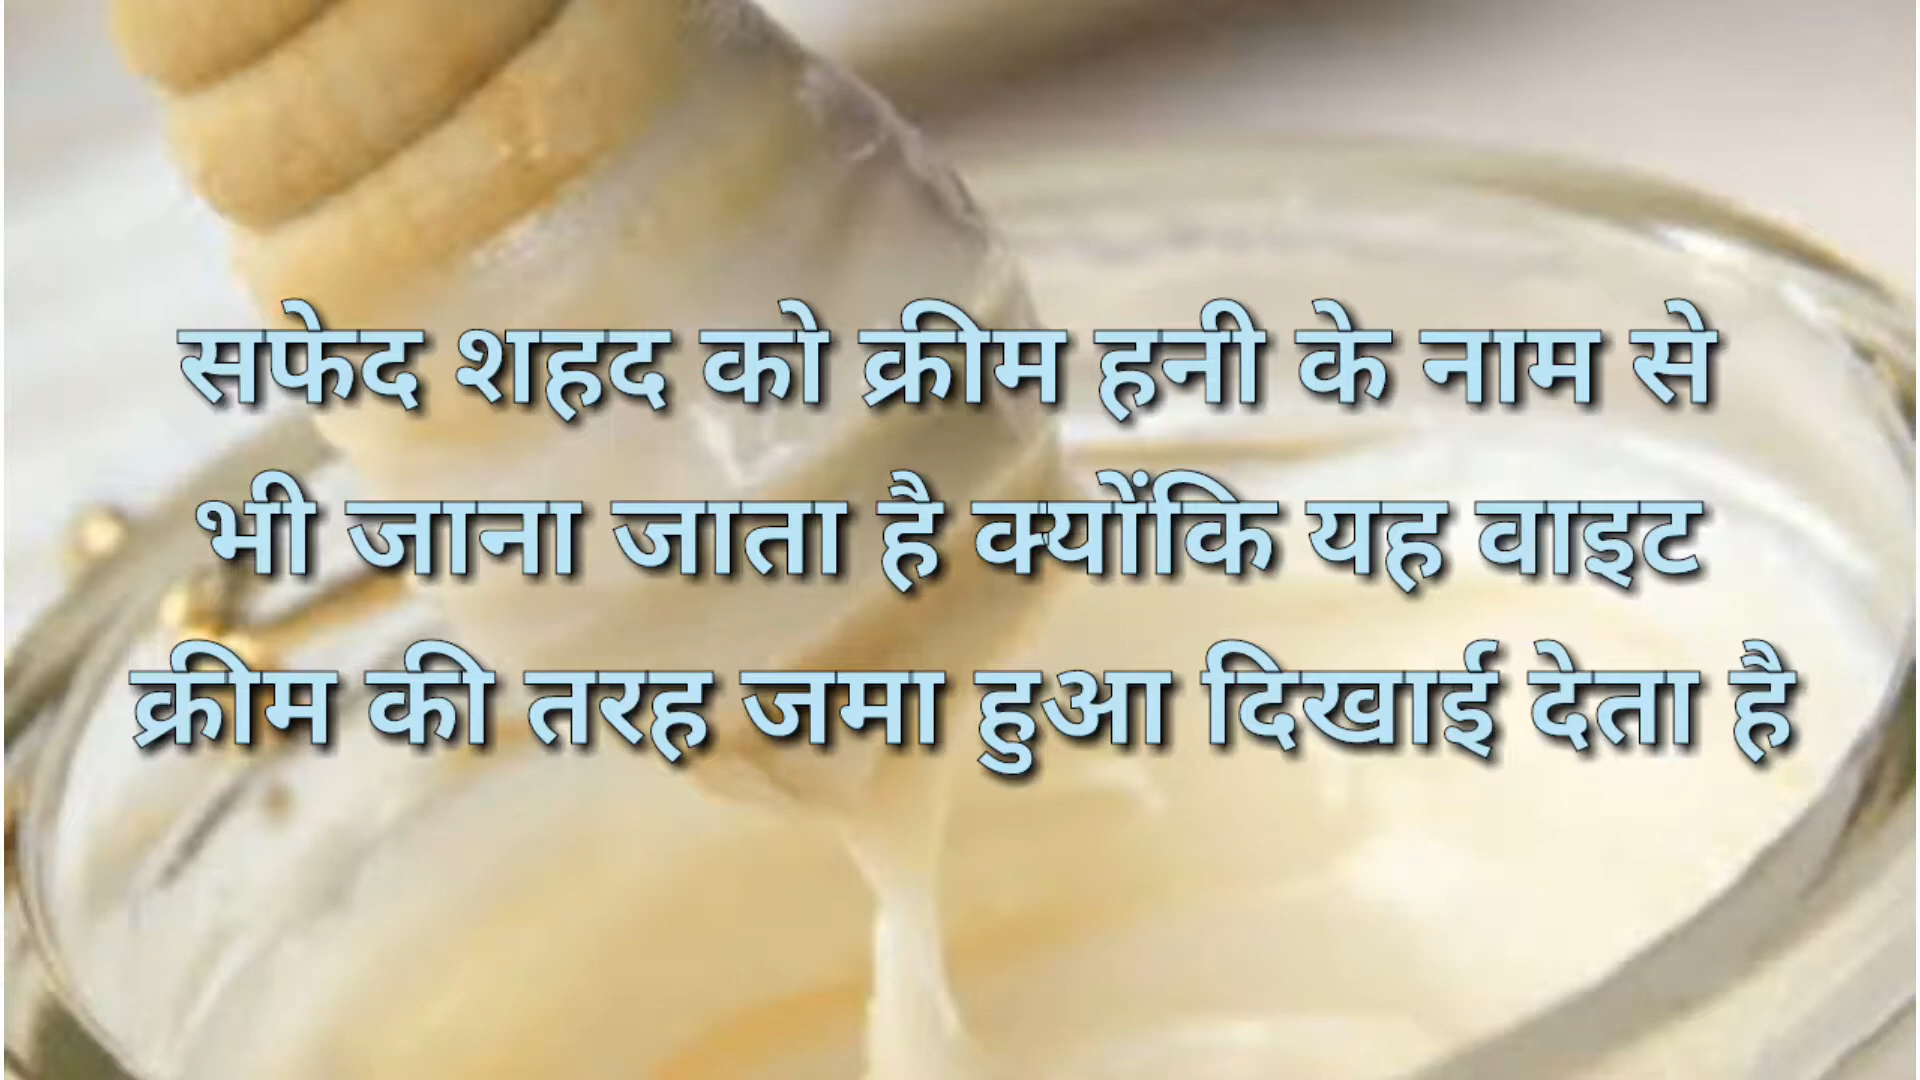 सफेद शहद को क्रीम हनी के नाम से
भी जाना जाता है क्योंकि यह वाइट
क्रीम की तरह जमा हुआ दिखाई देता है